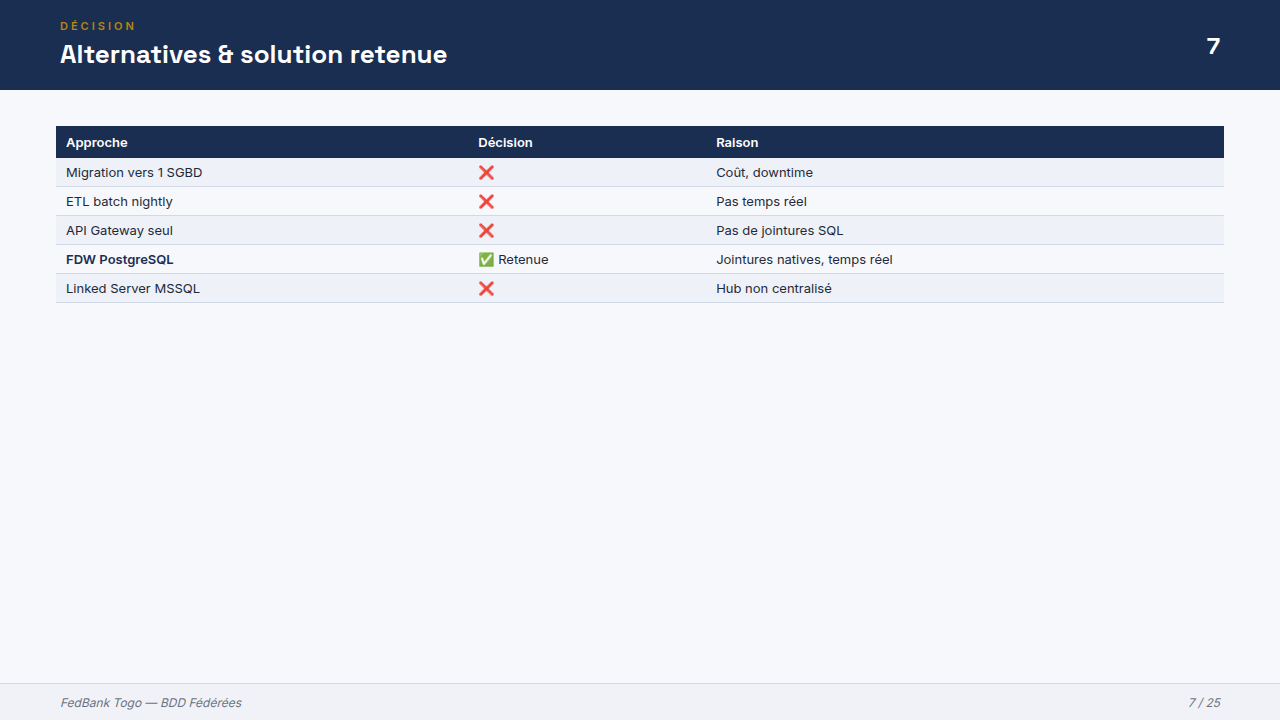 DÉCISION
Alternatives & solution retenue
7
Approche Décision Raison
Migration vers 1 SGBD ❌ Coût, downtime
ETL batch nightly ❌ Pas temps réel
API Gateway seul ❌ Pas de jointures SQL
FDW PostgreSQL ✅ Retenue Jointures natives, temps réel
Linked Server MSSQL ❌ Hub non centralisé
FedBank Togo — BDD Fédérées
7 / 25